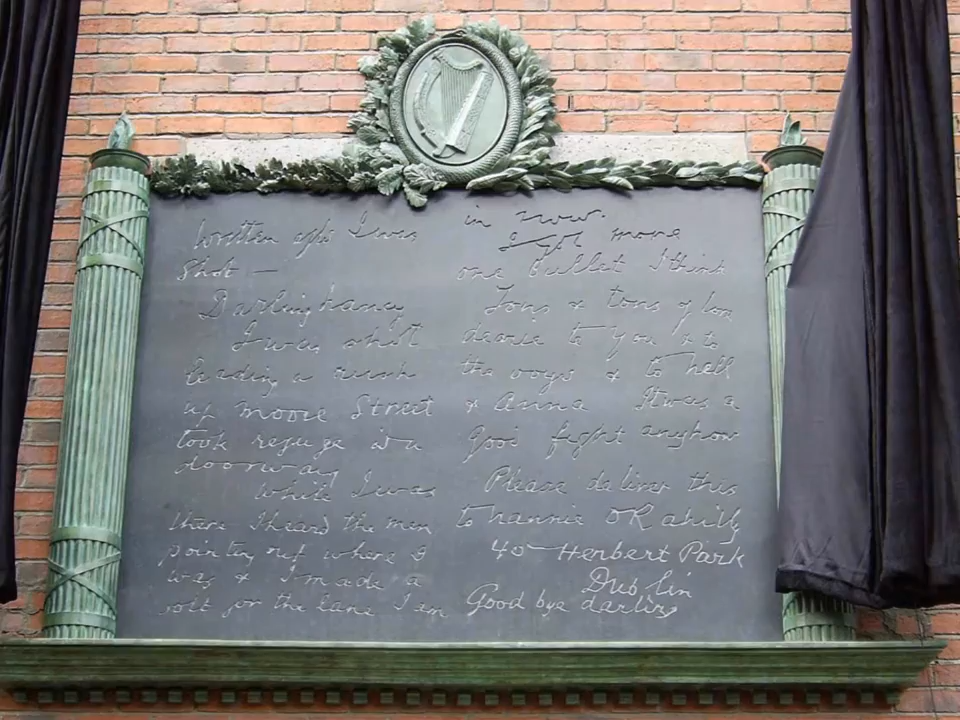 Written after I was
Shot —
Darling Nancy
I was shot
leading a rush
up Moore Street
took refuge in a
doorway
While I was
there I heard the men
pointing out where I
was & I made a
bolt for the lane I am
in now.
I got more
one bullet I think
Tons & tons of love
dearie to you & to
the boys & to Nell
& Anna It was a
Good fight anyhow
Please deliver this
to Nannie O'Rahilly
40 Herbert Park
Dublin
Good bye darling